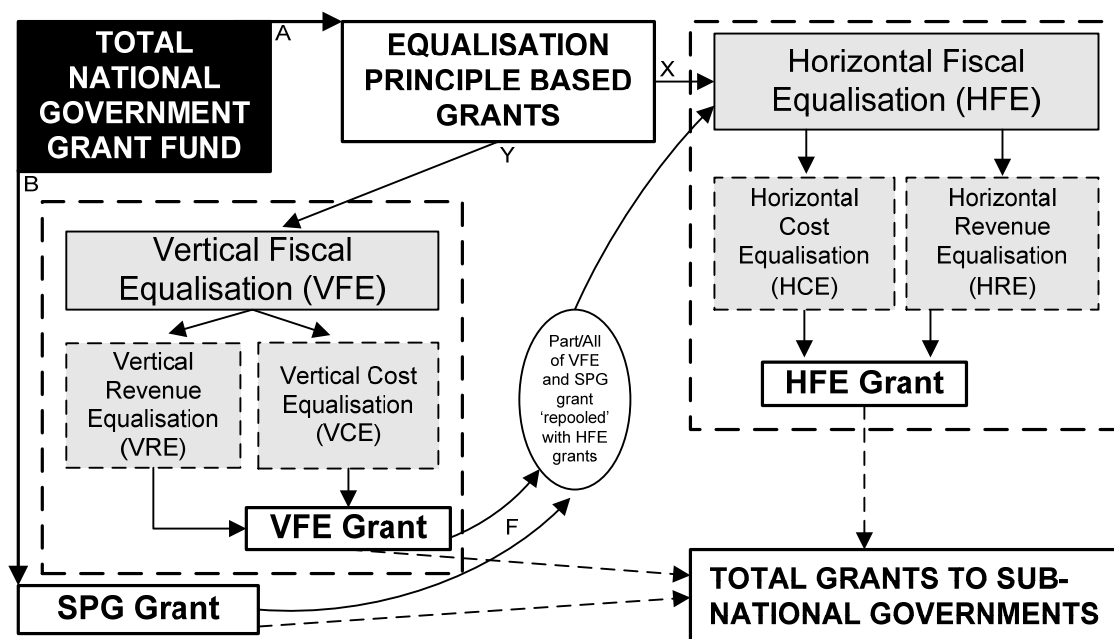 TOTAL
NATIONAL
GOVERNMENT
GRANT FUND
A
B
EQUALISATION
PRINCIPLE BASED
GRANTS
X
Y
Horizontal Fiscal
Equalisation (HFE)
Horizontal
Cost
Equalisation
(HCE)
Horizontal
Revenue
Equalisation
(HRE)
HFE Grant
Vertical Fiscal
Equalisation (VFE)
Vertical
Revenue
Equalisation
(VRE)
Vertical Cost
Equalisation
(VCE)
VFE Grant
Part/All
of VFE
and SPG
grant
‘repooled’
with HFE
grants
F
SPG Grant
TOTAL GRANTS TO SUB-
NATIONAL GOVERNMENTS